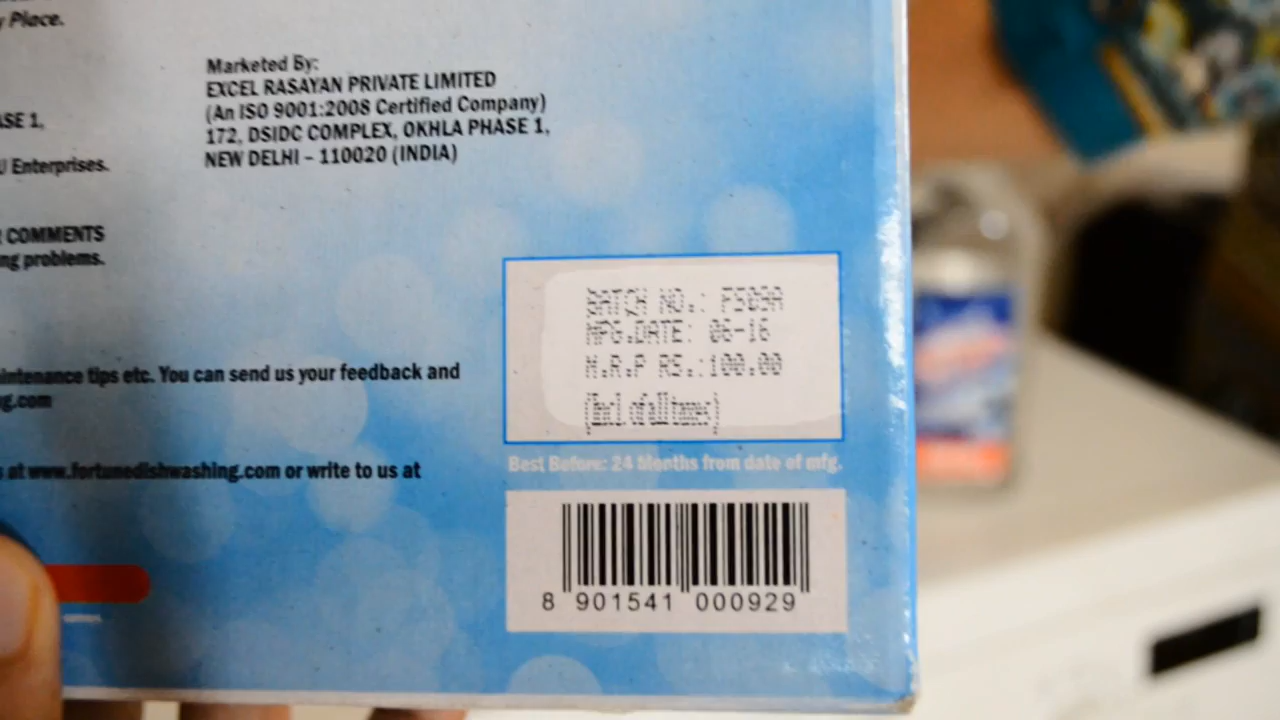 y Place.
Marketed By:
EXCEL RASAYAN PRIVATE LIMITED
(An ISO 9001:2008 Certified Company)
172, DSIDC COMPLEX, OKHLA PHASE 1,
NEW DELHI – 110020 (INDIA)
ASE 1,
U Enterprises.
COMMENTS
ng problems.
intenance tips etc. You can send us your feedback and
g.com
s at www.fortunedishwashing.com or write to us at
BATCH NO.: F509A
MFG.DATE: 06-16
M.R.P RS.:100.00
(Incl. of all taxes)
Best Before: 24 Months from date of mfg.
8 901541 000929